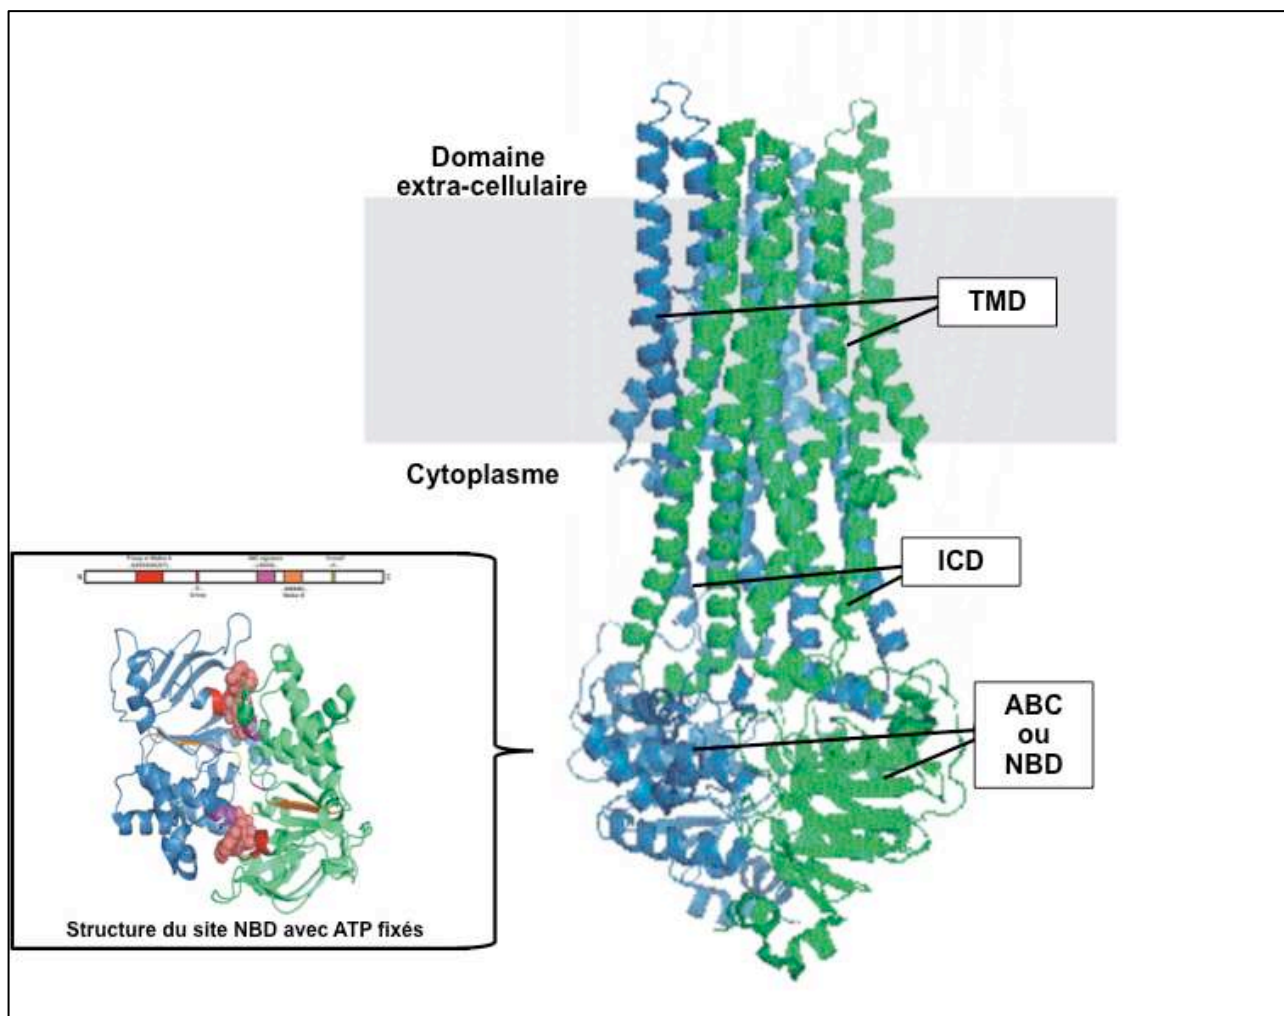 Domaine
extra-cellulaire
TMD
Cytoplasme
ICD
ABC
ou
NBD
N
C
Structure du site NBD avec ATP fixés